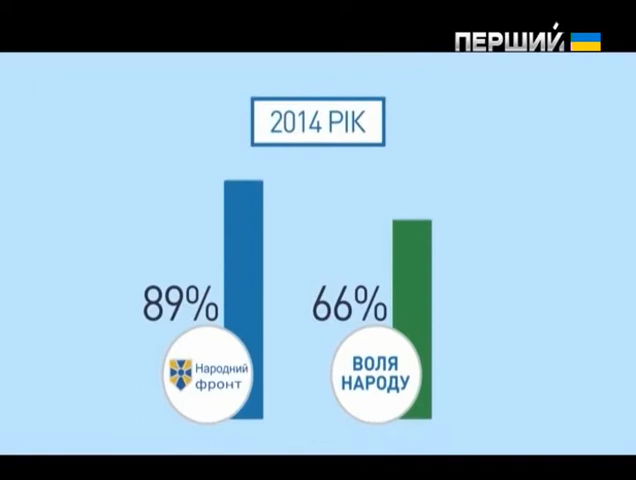 ПЕРШИЙ
2014 РІК
89%
66%
Народний
фронт
ВОЛЯ
НАРОДУ